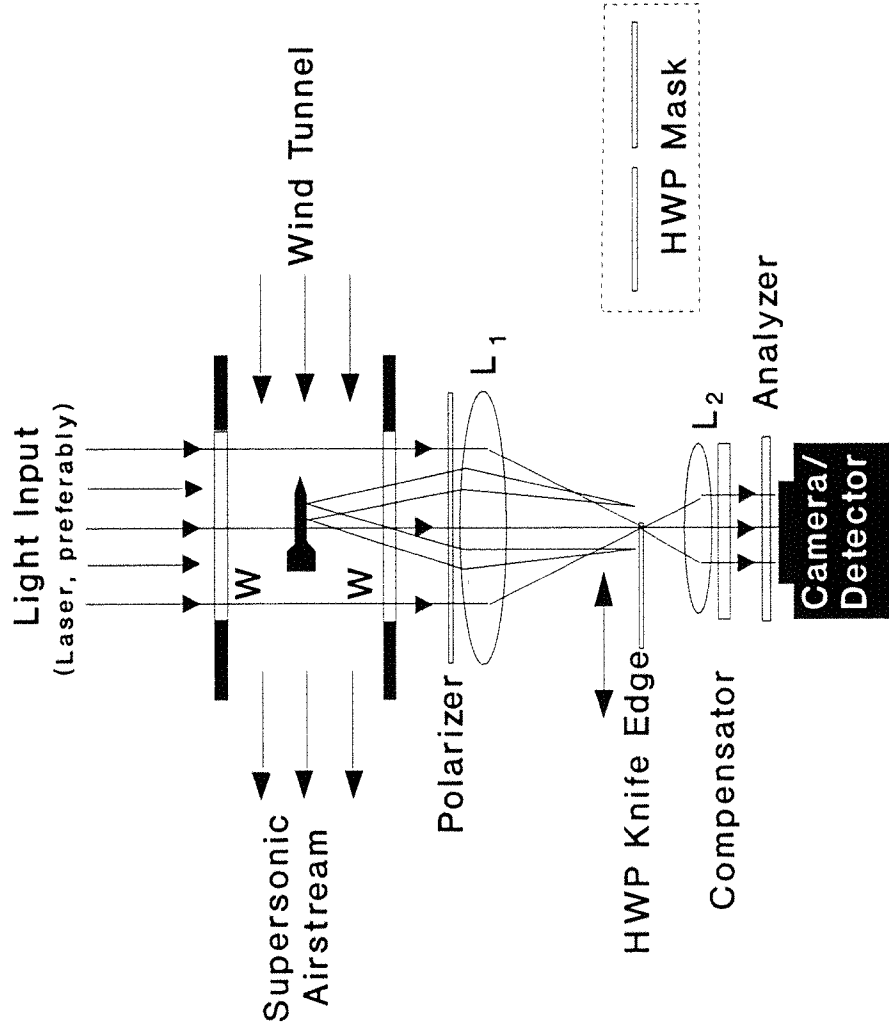 Light Input
(Laser, preferably)
Wind Tunnel
W
W
Supersonic
Airstream
Polarizer
L1
HWP Knife Edge
HWP Mask
L2
Compensator
Analyzer
Camera/
Detector